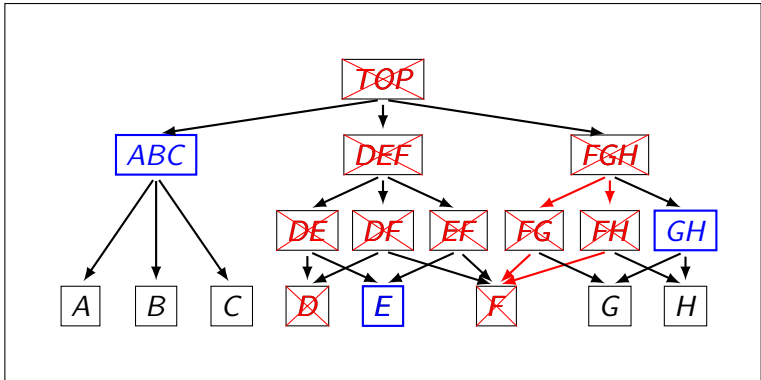 TOP
ABC DEF FGH
DE DF EF FG FH GH
A B C D E F G H